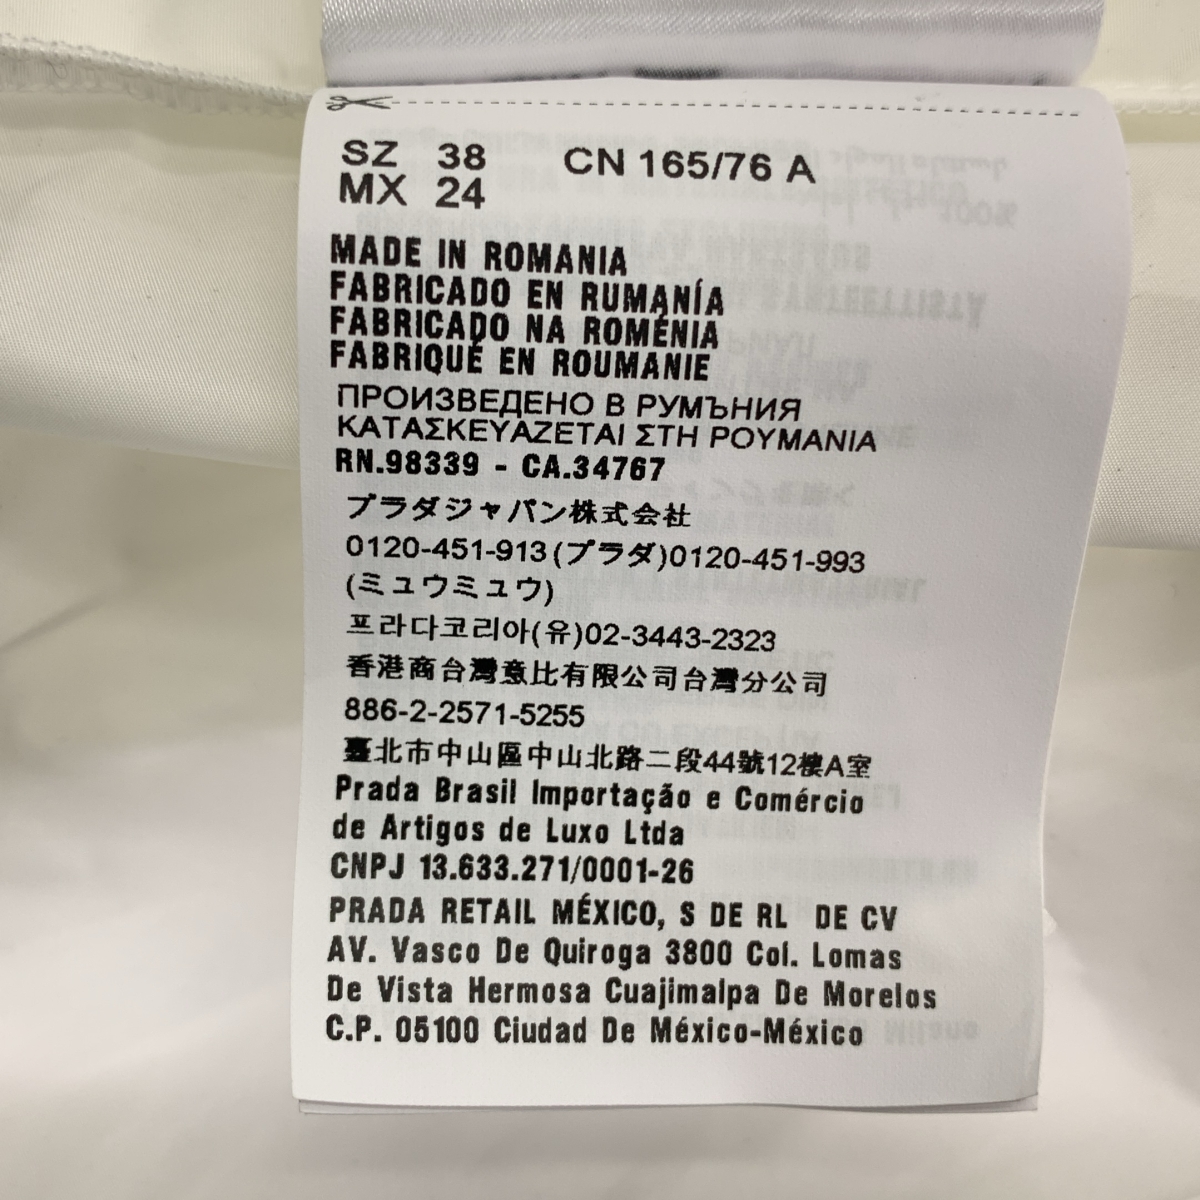 SZ 38 CN 165/76 A
MX 24
MADE IN ROMANIA
FABRICADO EN RUMANÍA
FABRICADO NA ROMÉNIA
FABRIQUÉ EN ROUMANIE
ПРОИЗВЕДЕНО В РУМЪНИЯ
ΚΑΤΑΣΚΕΥΑΖΕΤΑΙ ΣΤΗ ΡΟΥΜΑΝΙΑ
RN.98339 - CA.34767
プラダジャパン株式会社
0120-451-913(プラダ)0120-451-993
(ミュウミュウ)
프라다코리아(유)02-3443-2323
香港商台灣意比有限公司台灣分公司
886-2-2571-5255
臺北市中山區中山北路二段44號12樓A室
Prada Brasil Importação e Comércio
de Artigos de Luxo Ltda
CNPJ 13.633.271/0001-26
PRADA RETAIL MÉXICO, S DE RL DE CV
AV. Vasco De Quiroga 3800 Col. Lomas
De Vista Hermosa Cuajimalpa De Morelos
C.P. 05100 Ciudad De México-México